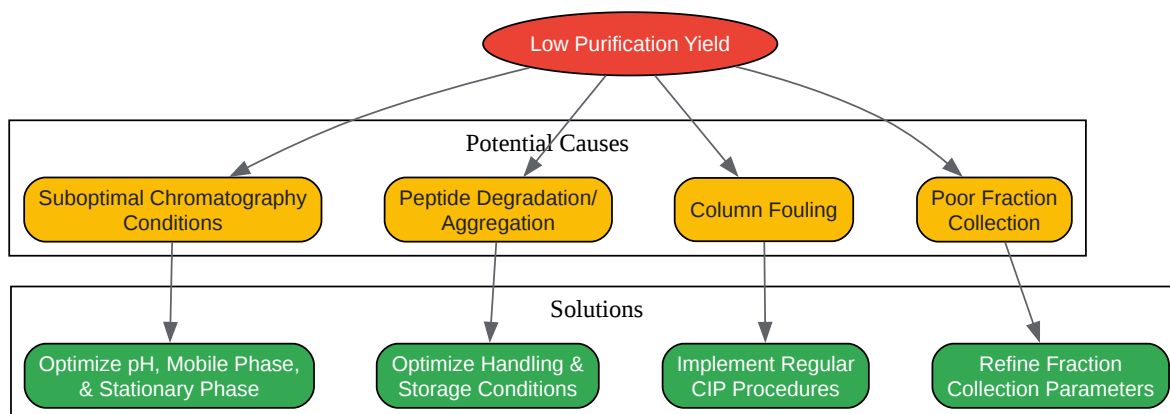 Low Purification Yield
Potential Causes
Suboptimal Chromatography
Conditions
Peptide Degradation/
Aggregation
Column Fouling
Poor Fraction
Collection
Solutions
Optimize pH, Mobile Phase,
& Stationary Phase
Optimize Handling &
Storage Conditions
Implement Regular
CIP Procedures
Refine Fraction
Collection Parameters